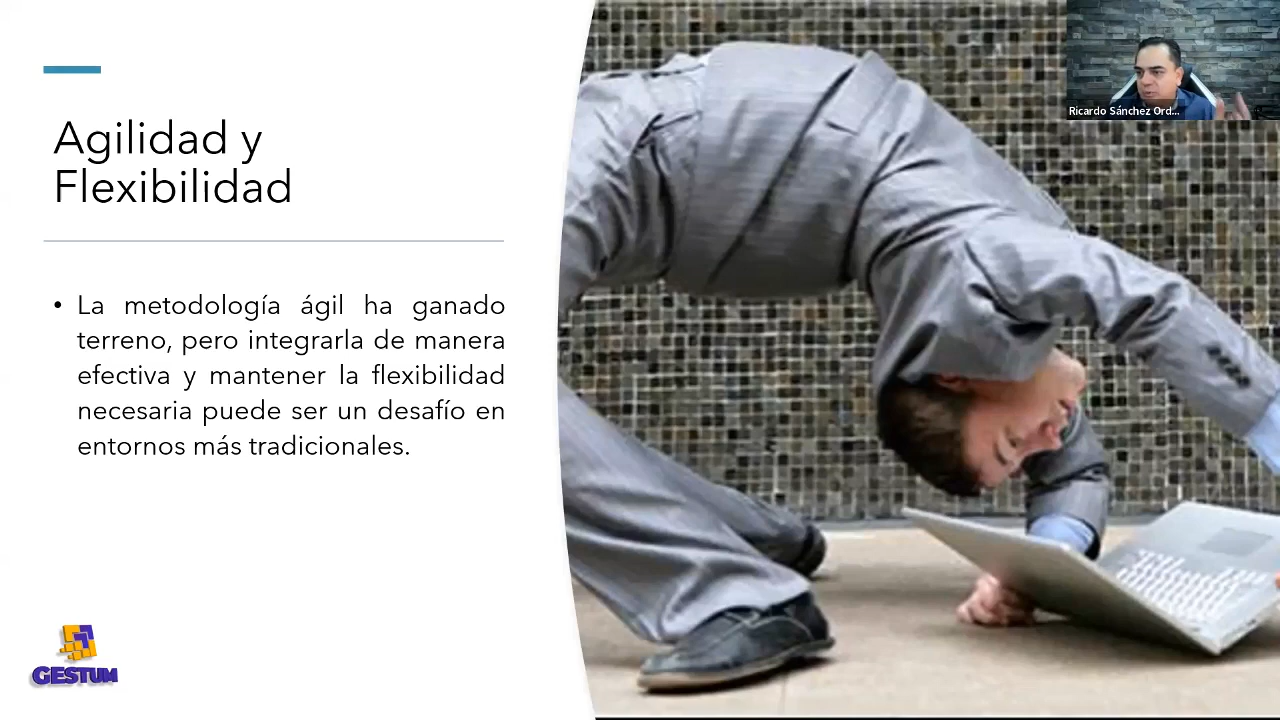 Agilidad y
Flexibilidad
• La metodología ágil ha ganado
terreno, pero integrarla de manera
efectiva y mantener la flexibilidad
necesaria puede ser un desafío en
entornos más tradicionales.
GESTUM
Ricardo Sánchez Ord...